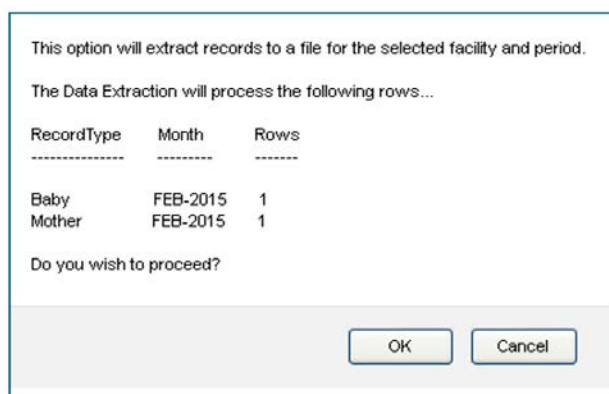 This option will extract records to a file for the selected facility and period.
The Data Extraction will process the following rows...
RecordType Month Rows
--------------- --------- -------
Baby FEB-2015 1
Mother FEB-2015 1
Do you wish to proceed?
OK Cancel